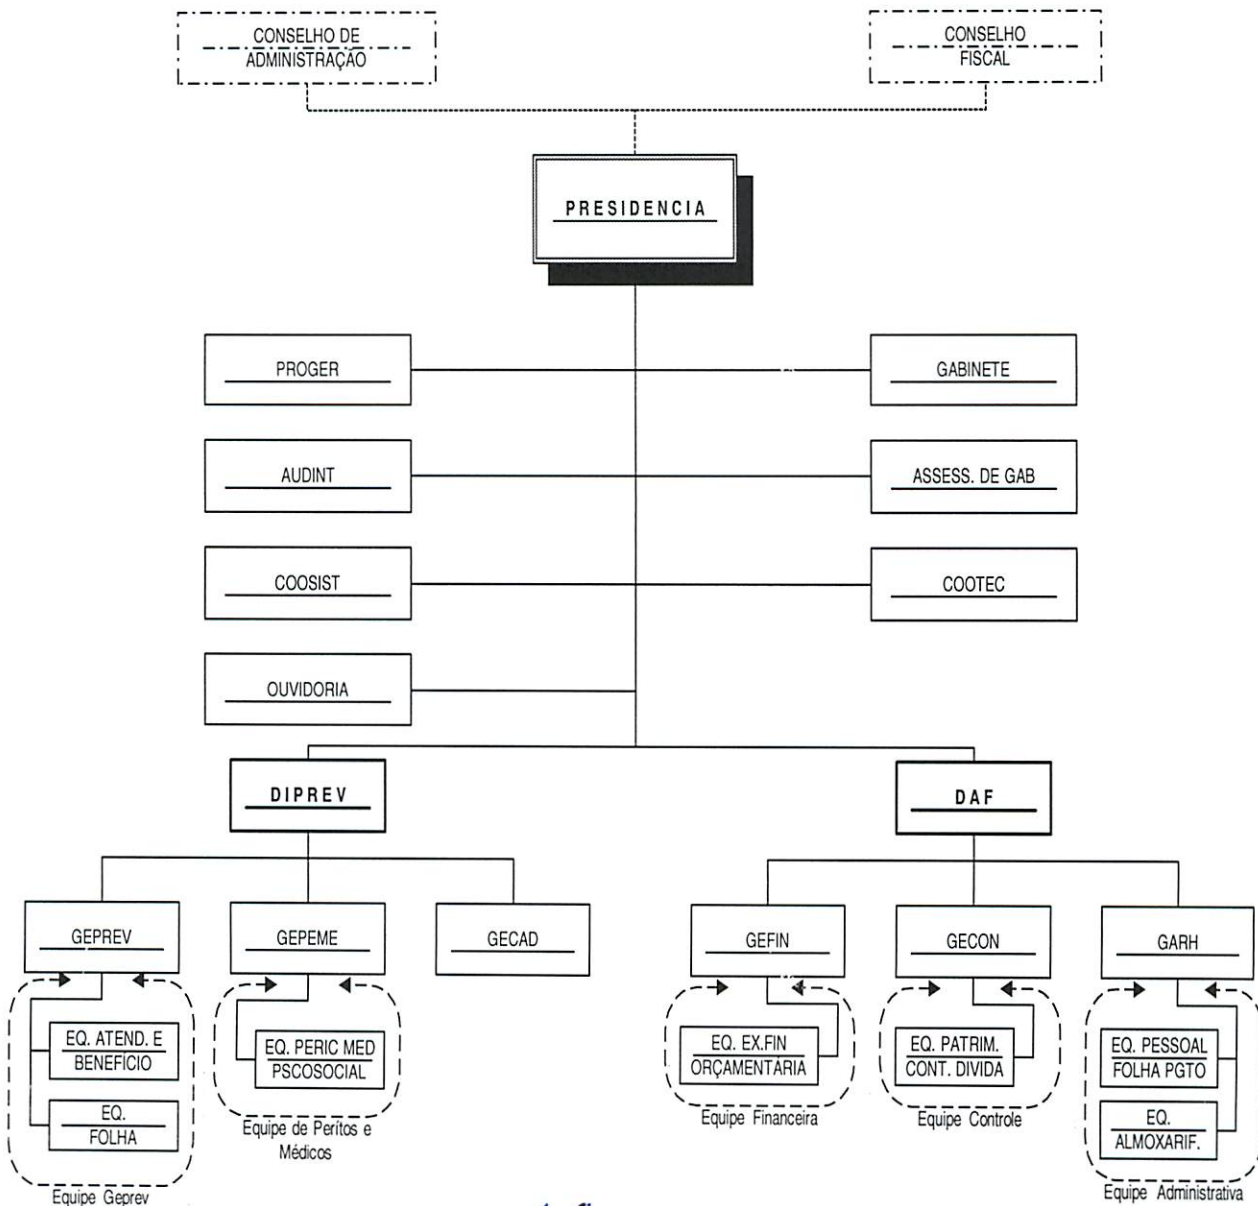 CONSELHO DE
ADMINISTRAÇÃO
CONSELHO
FISCAL
PRESIDENCIA
PROGER
GABINETE
AUDINT
ASSESS. DE GAB
COOSIST
COOTEC
OUVIDORIA
DIPREV
DAF
GEPREV
GEPEME
GECAD
GEFIN
GECON
GARH
EQ. ATEND. E
BENEFÍCIO
EQ.
FOLHA
Equipe Geprev
EQ. PERIC MED
PSCOSOCIAL
Equipe de Perítos e
Médicos
EQ. EX.FIN
ORÇAMENTÁRIA
Equipe Financeira
EQ. PATRIM.
CONT. DIVIDA
Equipe Controle
EQ. PESSOAL
FOLHA PGTO
EQ.
ALMOXARIF.
Equipe Administrativa